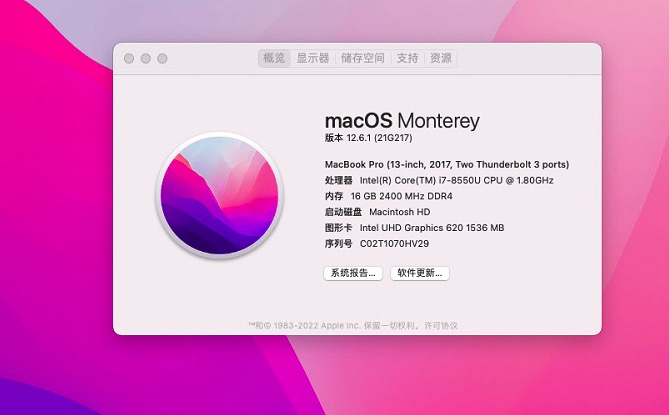 概览 显示器 储存空间 支持 资源
macOS Monterey
版本 12.6.1 (21G217)
MacBook Pro (13-inch, 2017, Two Thunderbolt 3 ports)
处理器 Intel(R) Core(TM) i7-8550U CPU @ 1.80GHz
内存 16 GB 2400 MHz DDR4
启动磁盘 Macintosh HD
图形卡 Intel UHD Graphics 620 1536 MB
序列号 C02T1070HV29
系统报告... 软件更新...
™和© 1983-2022 Apple Inc. 保留一切权利。许可协议